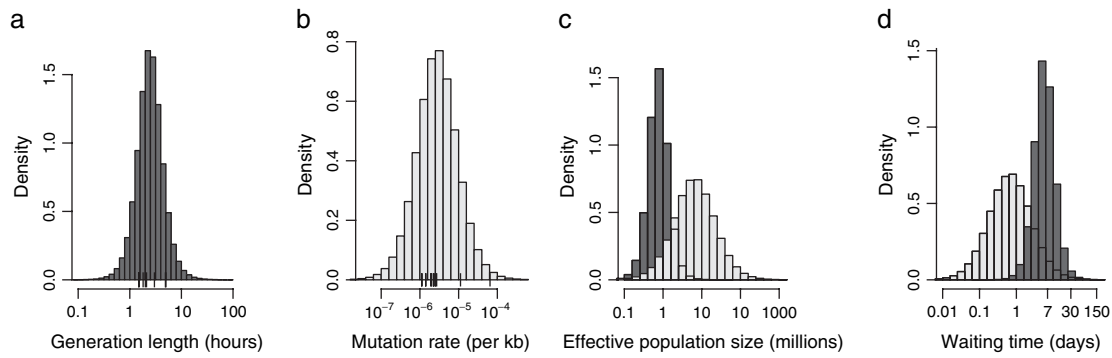 a
Density
0.0 0.5 1.0 1.5
0.1 1 10 100
Generation length (hours)
b
Density
0.0 0.2 0.4 0.6 0.8
10⁻⁷ 10⁻⁶ 10⁻⁵ 10⁻⁴
Mutation rate (per kb)
c
Density
0.0 0.5 1.0 1.5
0.1 1 10 100 1000
Effective population size (millions)
d
Density
0.0 0.5 1.0 1.5
0.01 0.1 1 7 30 150
Waiting time (days)